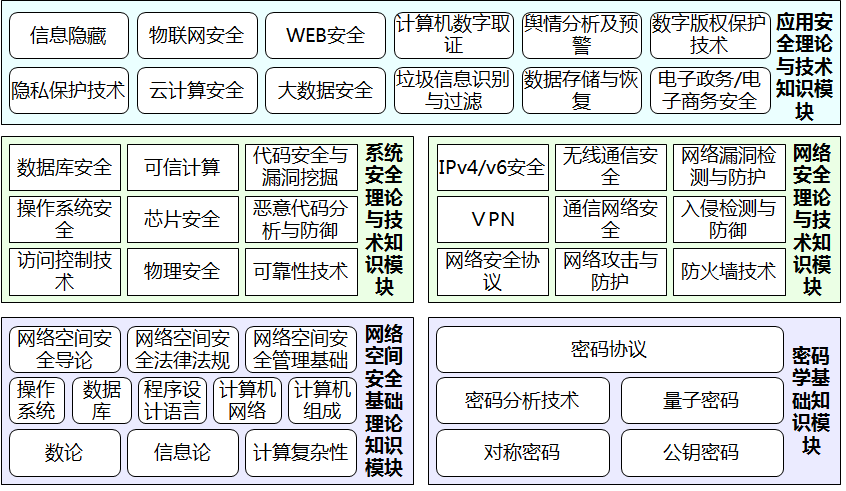 信息隐藏
物联网安全
WEB安全
计算机数字取
证
舆情分析及预
警
数字版权保护
技术
隐私保护技术
云计算安全
大数据安全
垃圾信息识别
与过滤
数据存储与恢
复
电子政务/电
子商务安全
应用安
全理论
与技术
知识模
块
数据库安全
可信计算
代码安全与
漏洞挖掘
操作系统安
全
芯片安全
恶意代码分
析与防御
访问控制技
术
物理安全
可靠性技术
系统
安全
理论
与技
术知
识模
块
IPv4/v6安全
无线通信安
全
网络漏洞检
测与防护
VPN
通信网络安
全
入侵检测与
防御
网络安全协
议
网络攻击与
防护
防火墙技术
网络
安全
理论
与技
术知
识模
块
网络空间安
全导论
网络空间安
全法律法规
网络空间安
全管理基础
操作
系统
数据
库
程序设
计语言
计算机
网络
计算机
组成
数论
信息论
计算复杂性
网络
空间
安全
基础
理论
知识
模块
密码协议
密码分析技术
量子密码
对称密码
公钥密码
密码
学基
础知
识模
块